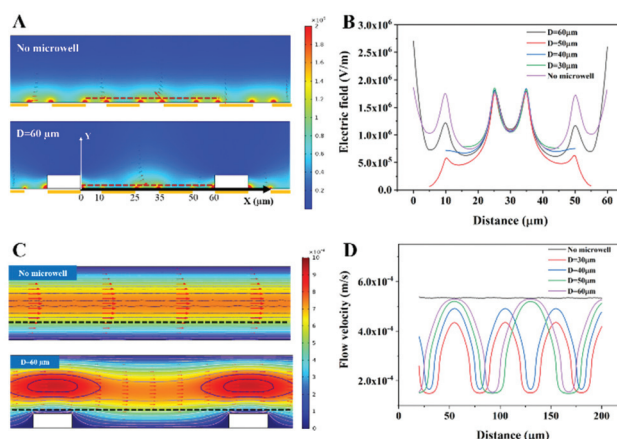 A
No microwell
D=60 μm
Y
0 10 25 35 50 60
X (μm)
×10⁷
2
1.8
1.6
1.4
1.2
1
0.8
0.6
0.4
0.2
B
Electric field (V/m)
3.0x10⁶
2.5x10⁶
2.0x10⁶
1.5x10⁶
1.0x10⁶
5.0x10⁵
0.0
D=60μm
D=50μm
D=40μm
D=30μm
No microwell
0 10 20 30 40 50 60
Distance (μm)
C
No microwell
D-60 μm
10
9
8
7
6
5
4
3
2
1
0
D
Flow velocity (m/s)
6.0x10⁻⁴
4.0x10⁻⁴
2.0x10⁻⁴
No microwell
D=30μm
D=40μm
D=50μm
D=60μm
0 50 100 150 200
Distance (μm)